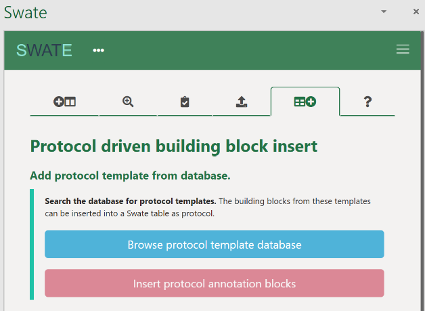 Swate
SWATE
Protocol driven building block insert
Add protocol template from database.
Search the database for protocol templates. The building blocks from these templates
can be inserted into a Swate table as protocol.
Browse protocol template database
Insert protocol annotation blocks